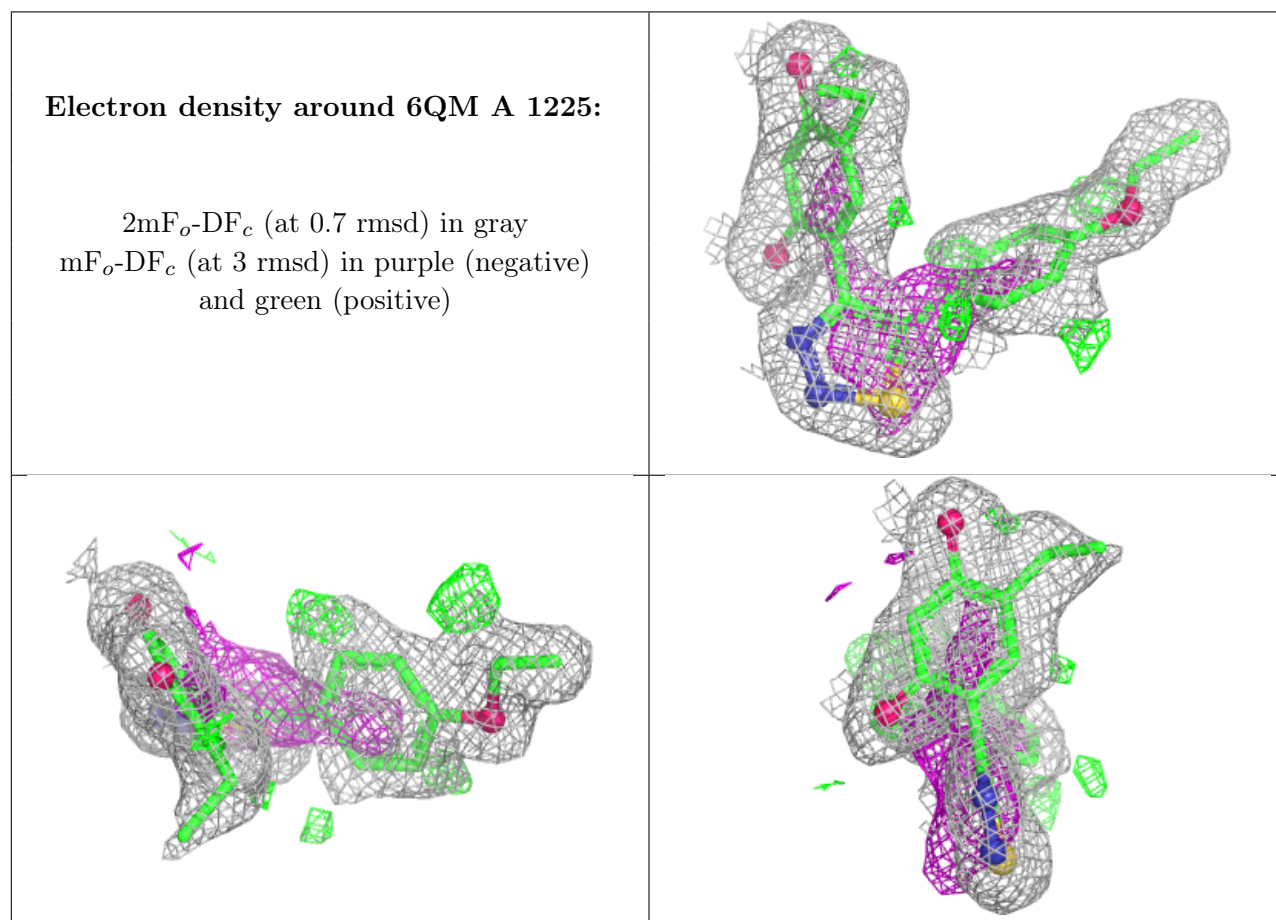 Electron density around 6QM A 1225:
2mFo-DFc (at 0.7 rmsd) in gray
mFo-DFc (at 3 rmsd) in purple (negative)
and green (positive)